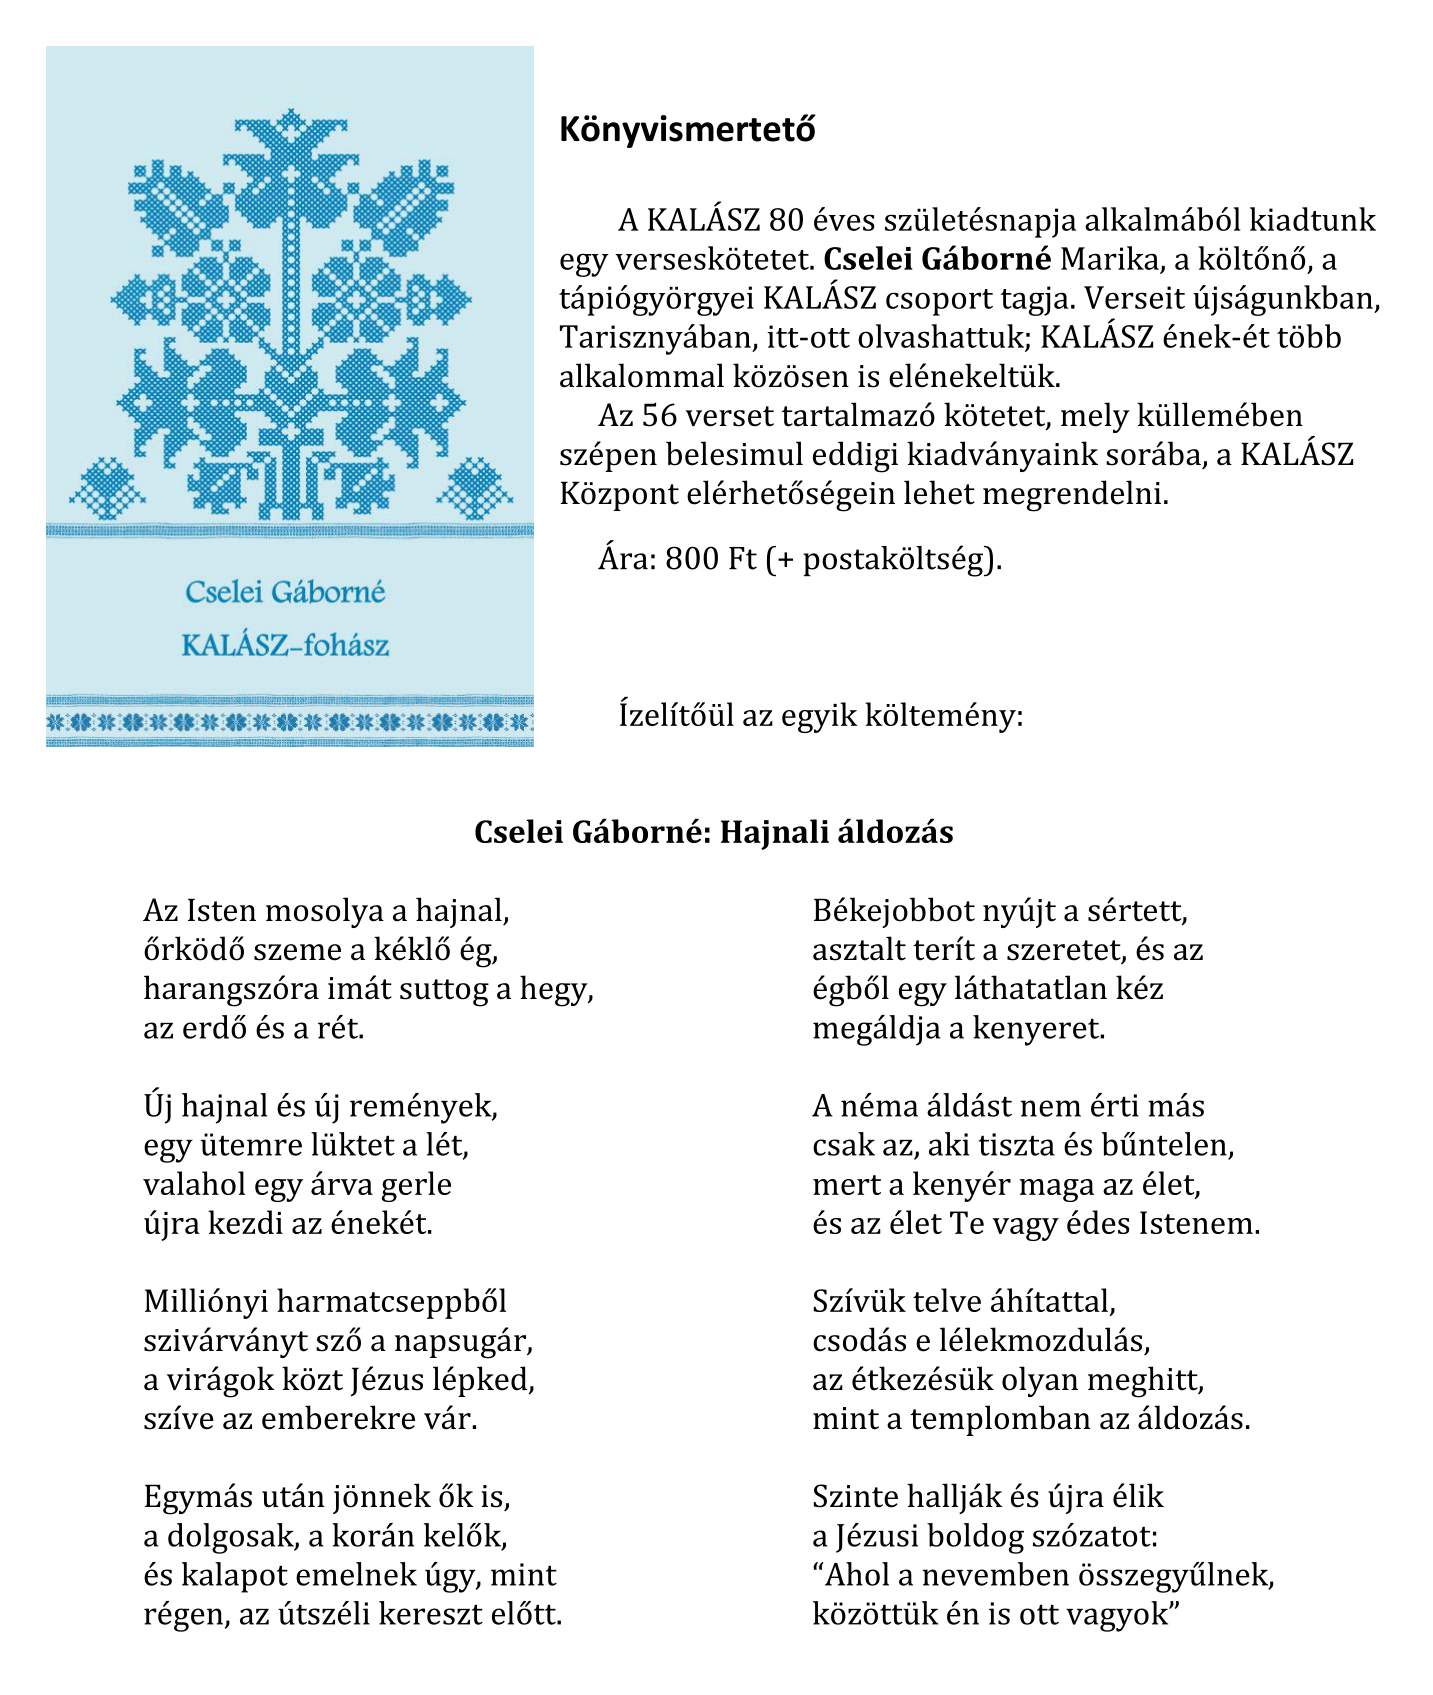 Cselei Gáborné
KALÁSZ-fohász
Könyvismertető
A KALÁSZ 80 éves születésnapja alkalmából kiadtunk
egy verseskötetet. Cselei Gáborné Marika, a költőnő, a
tápiógyörgyei KALÁSZ csoport tagja. Verseit újságunkban,
Tarisznyában, itt-ott olvashattuk; KALÁSZ ének-ét több
alkalommal közösen is elénekeltük.
Az 56 verset tartalmazó kötetet, mely küllemében
szépen belesimul eddigi kiadványaink sorába, a KALÁSZ
Központ elérhetőségein lehet megrendelni.
Ára: 800 Ft (+ postaköltség).
Ízelítőül az egyik költemény:
Cselei Gáborné: Hajnali áldozás
Az Isten mosolya a hajnal,
őrködő szeme a kéklő ég,
harangszóra imát suttog a hegy,
az erdő és a rét.
Új hajnal és új remények,
egy ütemre lüktet a lét,
valahol egy árva gerle
újra kezdi az énekét.
Milliónyi harmatcseppből
szivárványt sző a napsugár,
a virágok közt Jézus lépked,
szíve az emberekre vár.
Egymás után jönnek ők is,
a dolgosak, a korán kelők,
és kalapot emelnek úgy, mint
régen, az útszéli kereszt előtt.
Békejobbot nyújt a sértett,
asztalt terít a szeretet, és az
égből egy láthatatlan kéz
megáldja a kenyeret.
A néma áldást nem érti más
csak az, aki tiszta és bűntelen,
mert a kenyér maga az élet,
és az élet Te vagy édes Istenem.
Szívük telve áhítattal,
csodás e lélekmozdulás,
az étkezésük olyan meghitt,
mint a templomban az áldozás.
Szinte hallják és újra élik
a Jézusi boldog szózatot:
“Ahol a nevemben összegyűlnek,
közöttük én is ott vagyok”